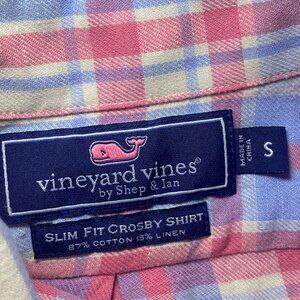 vineyard vines®
by Shep & Ian
MADE IN
CHINA
S
SLIM FIT CROSBY SHIRT
87% COTTON 13% LINEN